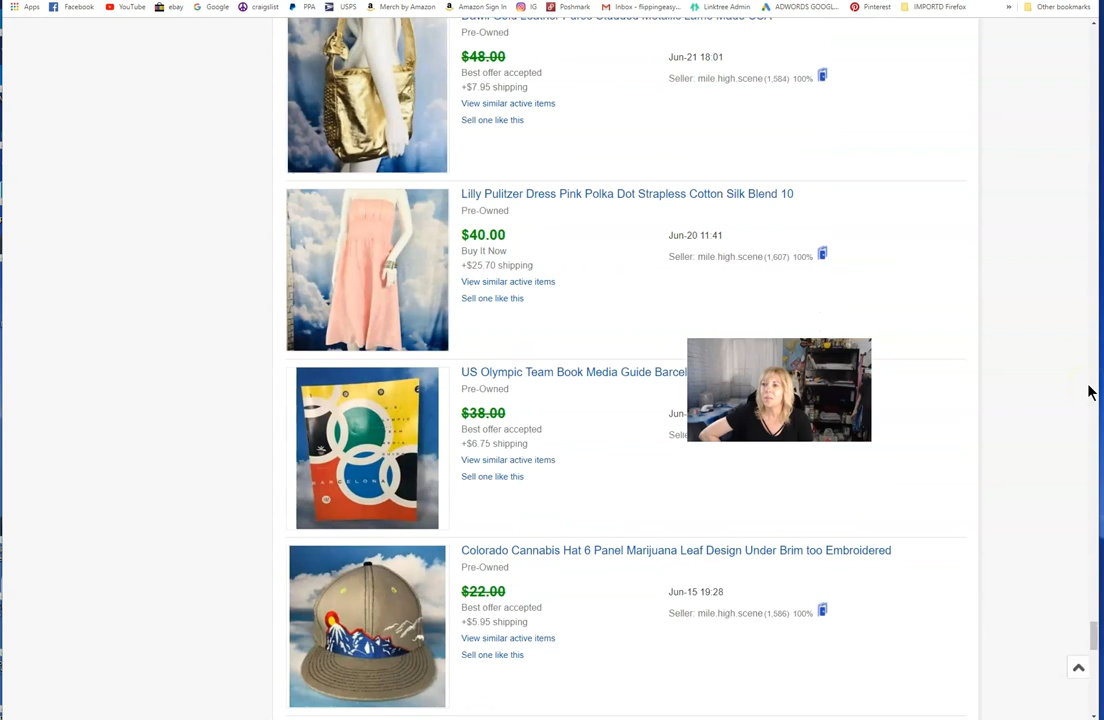 Apps Facebook YouTube ebay Google craigslist PPA USPS Merch by Amazon Amazon Sign In IG Poshmark Inbox - flippingeasy... Linktree Admin ADWORDS GOOGL... Pinterest IMPORTD Firefox » Other bookmarks
Pre-Owned
$48.00
Jun-21 18:01
Best offer accepted
+$7.95 shipping
Seller: mile.high.scene (1,584) 100%
View similar active items
Sell one like this
Lilly Pulitzer Dress Pink Polka Dot Strapless Cotton Silk Blend 10
Pre-Owned
$40.00
Jun-20 11:41
Buy It Now
+$25.70 shipping
Seller: mile.high.scene (1,607) 100%
View similar active items
Sell one like this
US Olympic Team Book Media Guide Barcel
Pre-Owned
$38.00
Jun-
Best offer accepted
+$6.75 shipping
View similar active items
Sell one like this
BARCELONA
Colorado Cannabis Hat 6 Panel Marijuana Leaf Design Under Brim too Embroidered
Pre-Owned
$22.00
Jun-15 19:28
Best offer accepted
+$5.95 shipping
Seller: mile.high.scene (1,586) 100%
View similar active items
Sell one like this